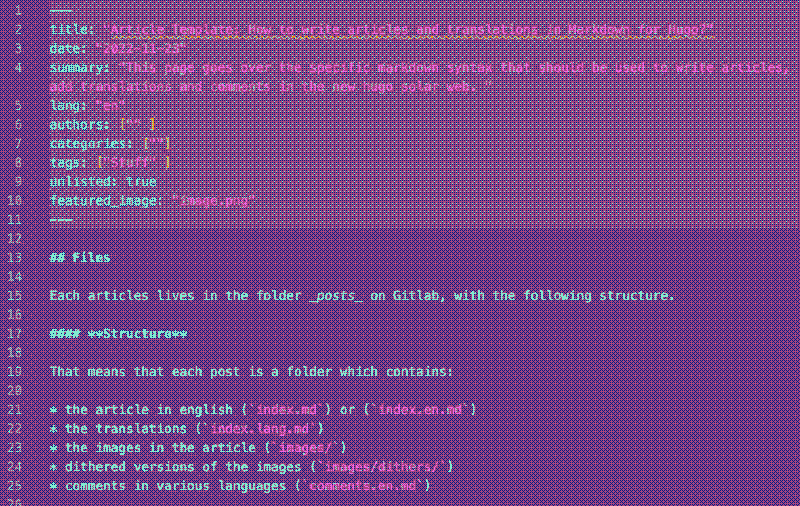 1 ---
2 title: "Article Template: How to write articles and translations in Markdown for Hugo?"
3 date: "2022-11-23"
4 summary: "This page goes over the specific markdown syntax that should be used to write articles,
add translations and comments in the new hugo solar web. "
5 lang: "en"
6 authors: ["" ]
7 categories: [""]
8 tags: ["Stuff" ]
9 unlisted: true
10 featured_image: "image.png"
11 ---
12
13 ## Files
14
15 Each articles lives in the folder _posts_ on Gitlab, with the following structure.
16
17 #### **Structure**
18
19 That means that each post is a folder which contains:
20
21 * the article in english (`index.md`) or (`index.en.md`)
22 * the translations (`index.lang.md`)
23 * the images in the article (`images/`)
24 * dithered versions of the images (`images/dithers/`)
25 * comments in various languages (`comments.en.md`)
26